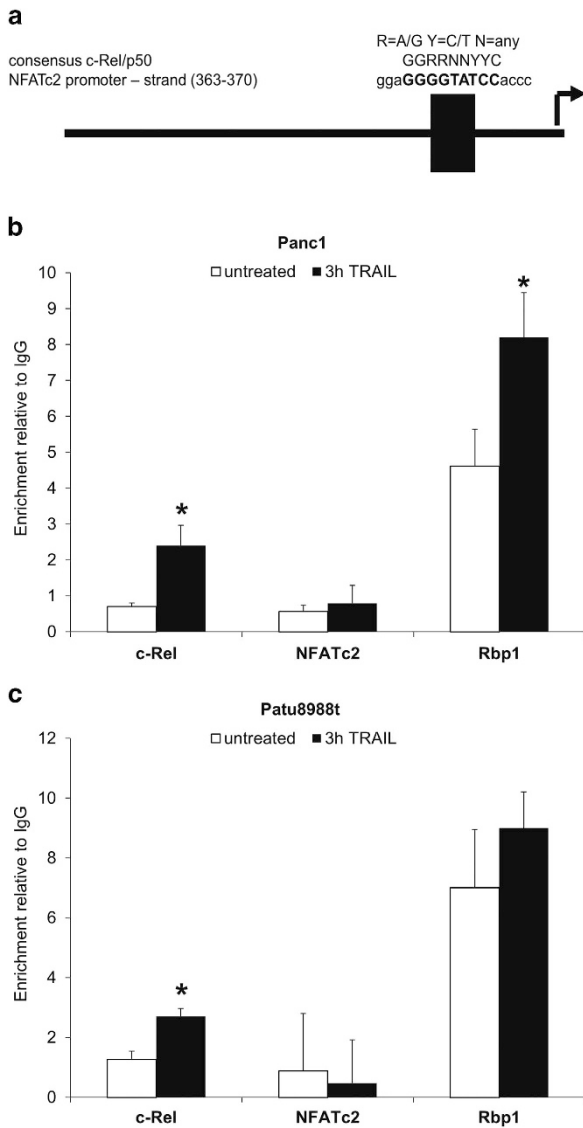 a
R=A/G Y=C/T N=any
consensus c-Rel/p50 GGRRNNYYC
NFATc2 promoter – strand (363-370) ggaGGGGTATCCaccc
b
Panc1
untreated 3h TRAIL
Enrichment relative to IgG
10
9
8
7
6
5
4
3
2
1
0
*
*
c-Rel NFATc2 Rbp1
c
Patu8988t
untreated 3h TRAIL
Enrichment relative to IgG
12
10
8
6
4
2
0
*
c-Rel NFATc2 Rbp1